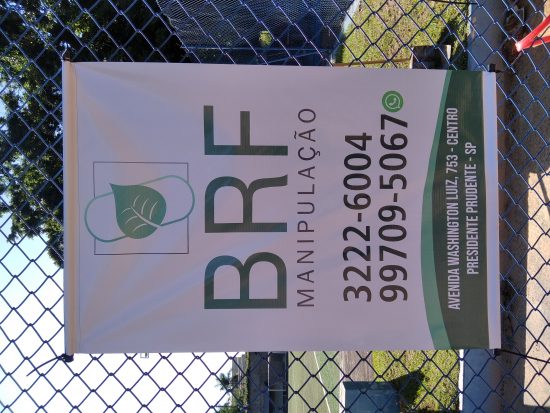 BRF
MANIPULAÇÃO
3222-6004
99709-5067
AVENIDA WASHINGTON LUIZ, 753 - CENTRO
PRESIDENTE PRUDENTE - SP